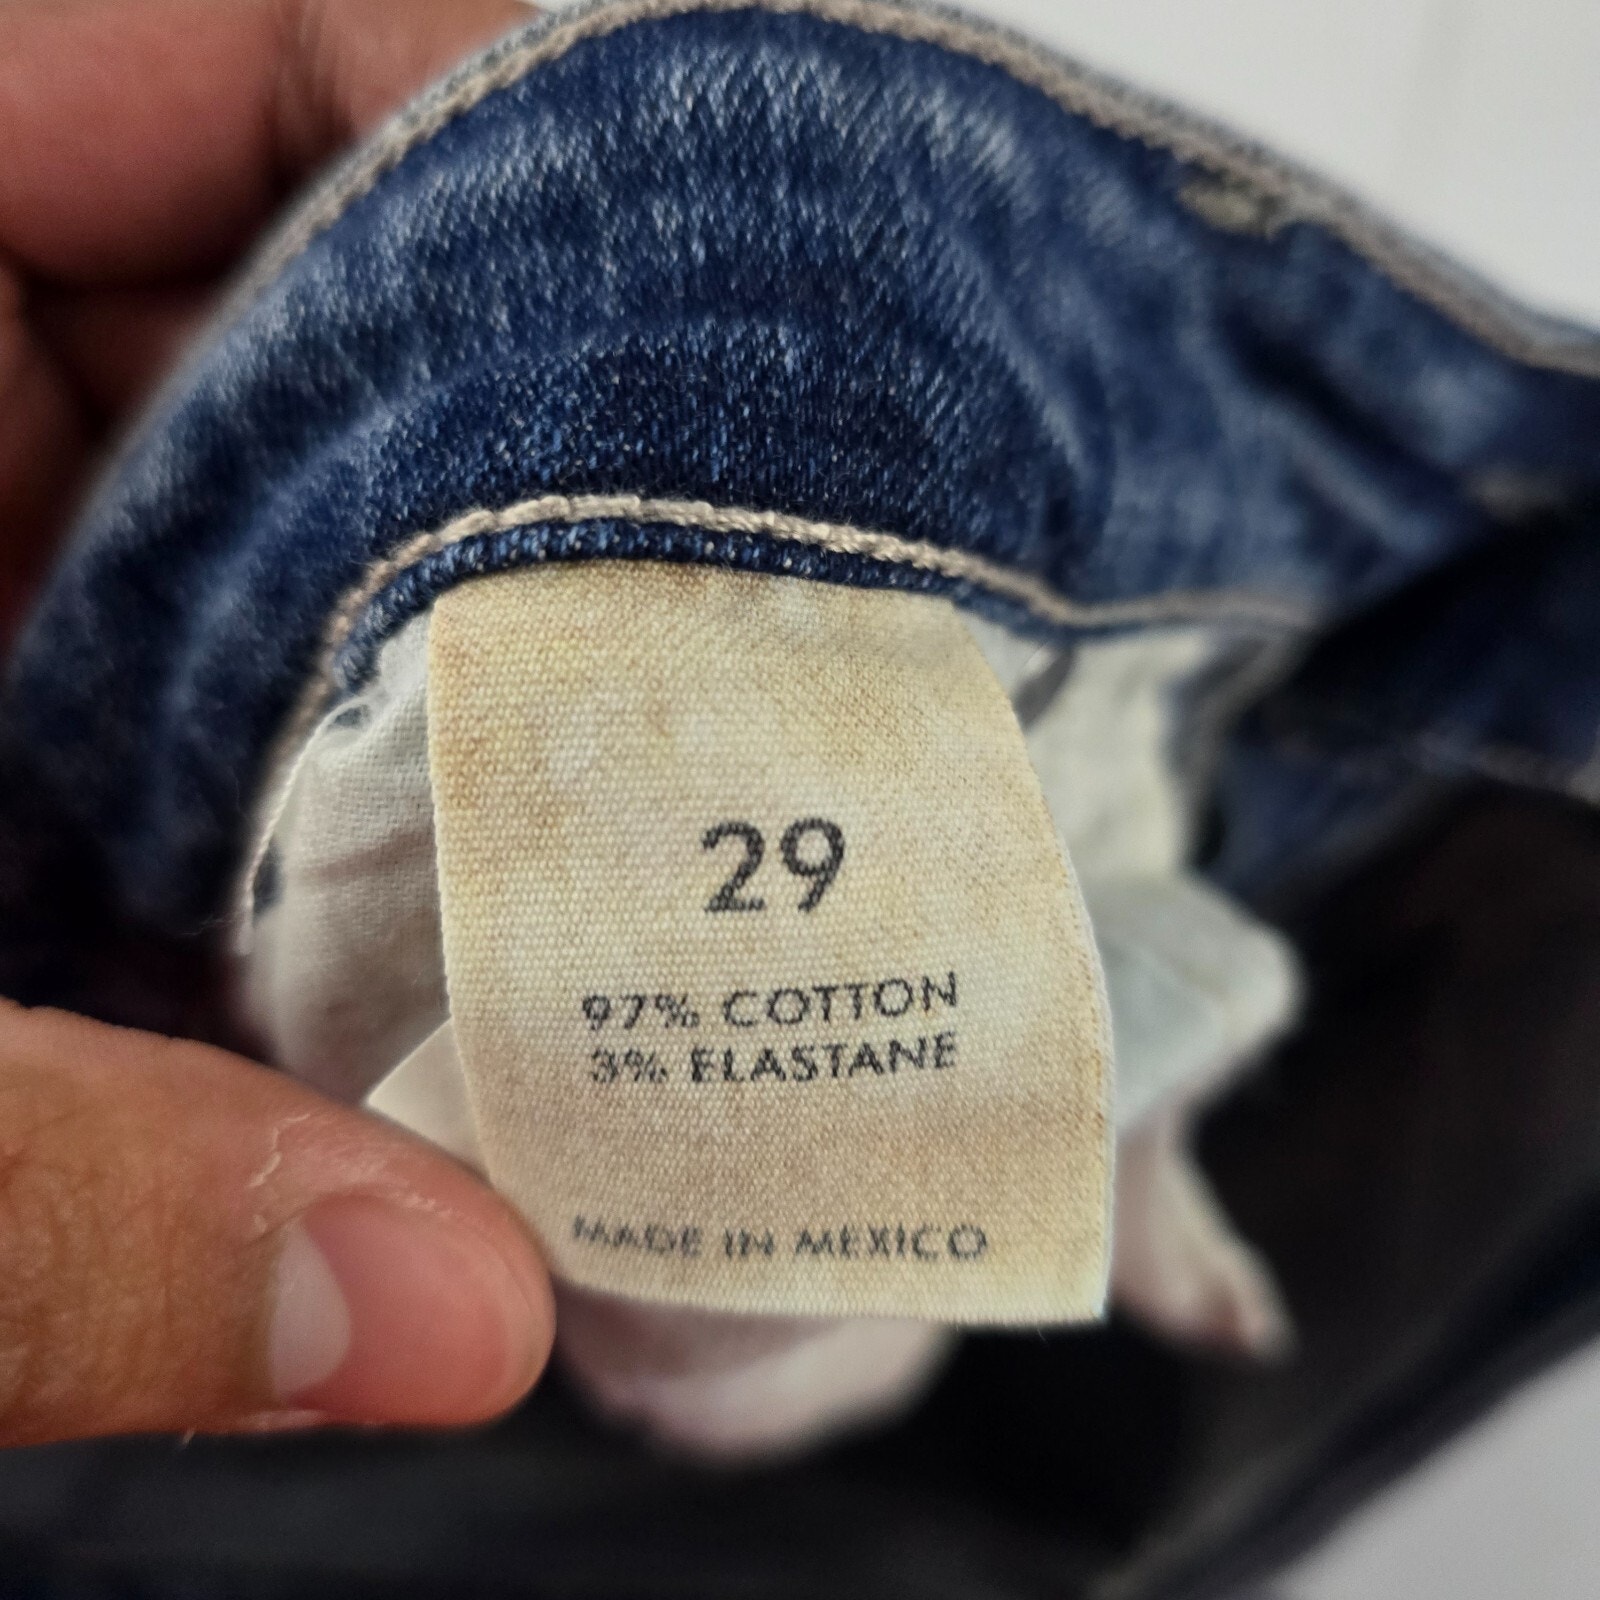 29
97% COTTON
3% ELASTANE
MADE IN MEXICO